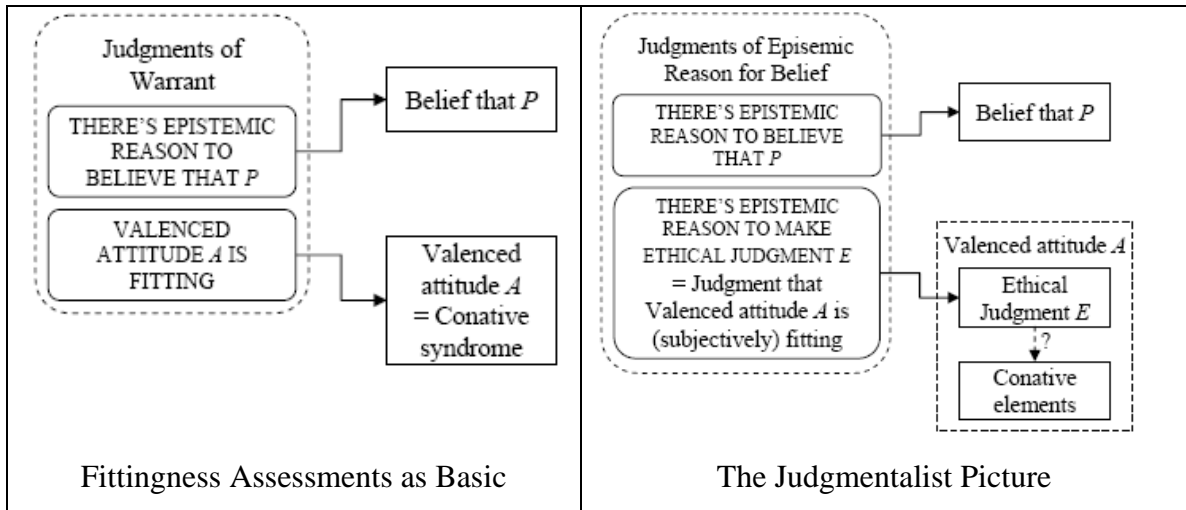 Judgments of
Warrant
THERE'S EPISTEMIC
REASON TO
BELIEVE THAT P
Belief that P
VALENCED
ATTITUDE A IS
FITTING
Valenced
attitude A
= Conative
syndrome
Fittingness Assessments as Basic
Judgments of Episemic
Reason for Belief
THERE'S EPISTEMIC
REASON TO BELIEVE
THAT P
Belief that P
THERE'S EPISTEMIC
REASON TO MAKE
ETHICAL JUDGMENT E
= Judgment that
Valenced attitude A is
(subjectively) fitting
Valenced attitude A
Ethical
Judgment E
?
Conative
elements
The Judgmentalist Picture